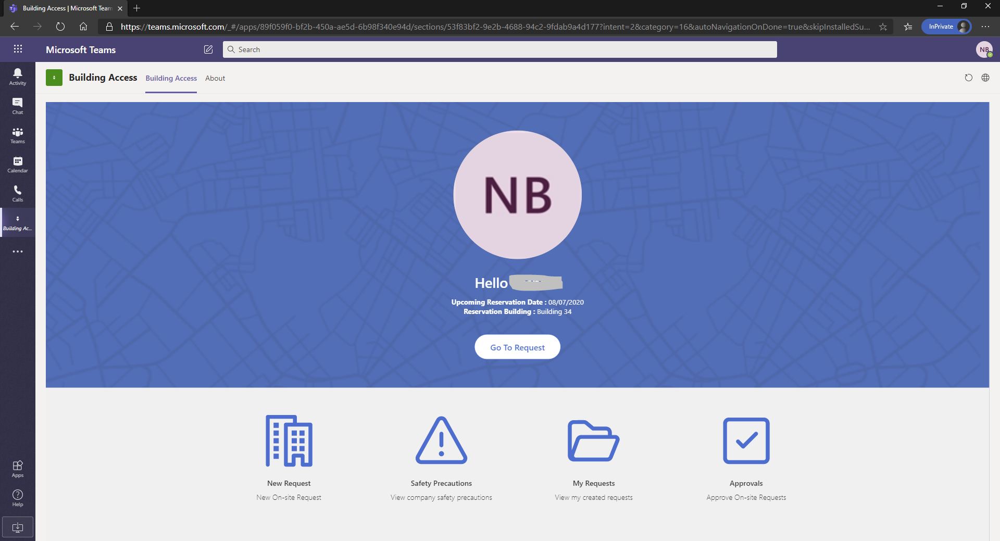 Building Access | Microsoft Team
https://teams.microsoft.com/_#/apps/89f059f0-bf2b-450a-ae5d-6b98f340e94d/sections/53f83bf2-9e2b-4688-94c2-9fdab9a4d177?intent=2&category=16&autoNavigationOnDone=true&skipInstalledSu...
InPrivate
Microsoft Teams
Search
NB
Building Access
Building Access
About
Activity
Chat
Teams
Calendar
Calls
Building Ac...
Apps
Help
NB
Hello
Upcoming Reservation Date : 08/07/2020
Reservation Building : Building 34
Go To Request
New Request
New On-site Request
Safety Precautions
View company safety precautions
My Requests
View my created requests
Approvals
Approve On-site Requests